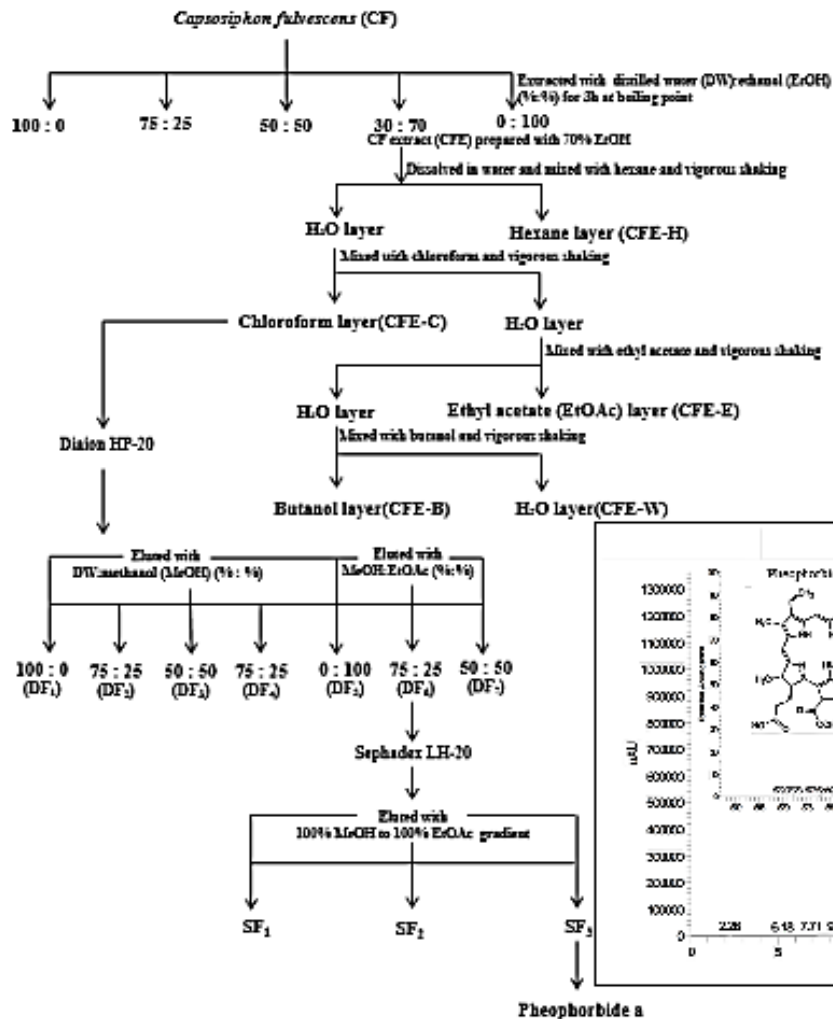 Capsosiphon fulvescens (CF)
Extracted with distilled water (DW):ethanol (EtOH)
(%:%) for 3h at boiling point
100 : 0 75 : 25 50 : 50 30 : 70 0 : 100
CF extract (CFE) prepared with 70% EtOH
Dissolved in water and mixed with hexane and vigorous shaking
H₂O layer Hexane layer (CFE-H)
Mixed with chloroform and vigorous shaking
Chloroform layer(CFE-C) H₂O layer
Mixed with ethyl acetate and vigorous shaking
H₂O layer Ethyl acetate (EtOAc) layer (CFE-E)
Mixed with butanol and vigorous shaking
Diaion HP-20
Butanol layer(CFE-B) H₂O layer(CFE-W)
Eluted with
DW:methanol (MeOH) (% : %)
Eluted with
MeOH:EtOAc (%:%)
100 : 0 75 : 25 50 : 50 75 : 25 0 : 100 75 : 25 50 : 50
(DF₁) (DF₂) (DF₃) (DF₄)
Sephadex LH-20
Eluted with
100% MeOH to 100% EtOAc gradient
SF₁ SF₂ SF₃
Pheophorbide a
Pheophorbi
1300000
1200000
1100000
1000000
900000
800000
700000
600000
500000
400000
300000
200000
100000
0
uAU
2.26 6.18 7.71
0 5